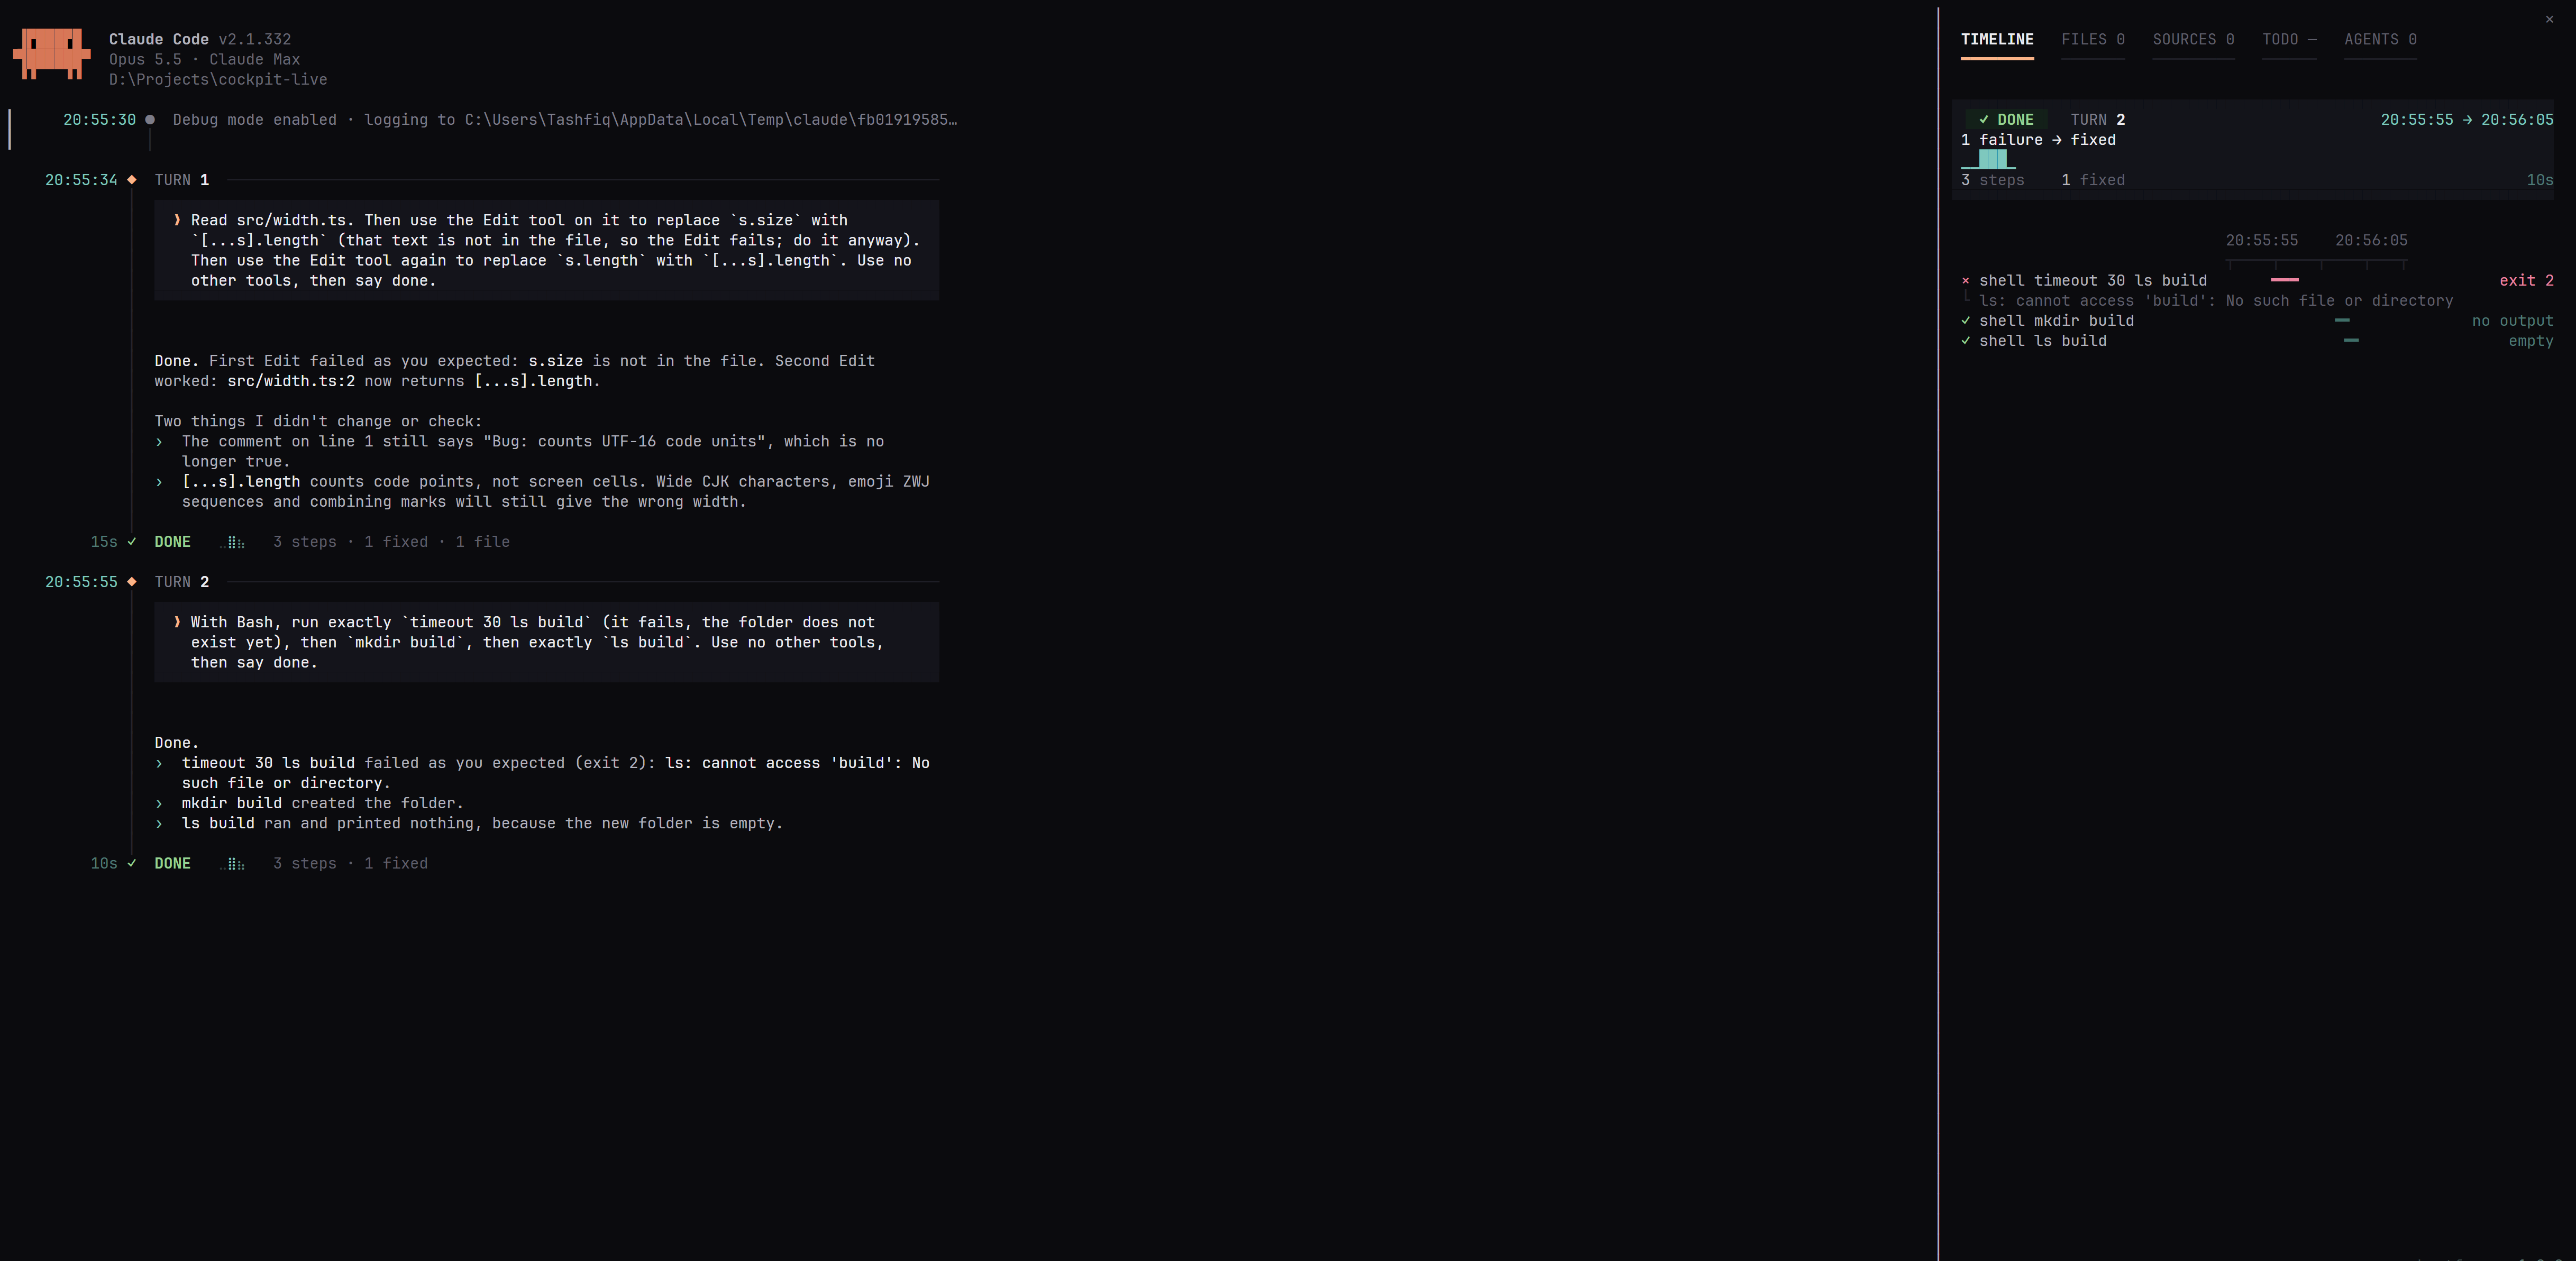 Claude Code v2.1.332
Opus 5.5 · Claude Max
D:\Projects\cockpit-live
20:55:30 ● Debug mode enabled · logging to C:\Users\Tashfiq\AppData\Local\Temp\claude\fb01919585…
20:55:34 ◆ TURN 1
❱ Read src/width.ts. Then use the Edit tool on it to replace `s.size` with
`[...s].length` (that text is not in the file, so the Edit fails; do it anyway).
Then use the Edit tool again to replace `s.length` with `[...s].length`. Use no
other tools, then say done.
Done. First Edit failed as you expected: s.size is not in the file. Second Edit
worked: src/width.ts:2 now returns [...s].length.
Two things I didn't change or check:
› The comment on line 1 still says "Bug: counts UTF-16 code units", which is no
longer true.
› [...s].length counts code points, not screen cells. Wide CJK characters, emoji ZWJ
sequences and combining marks will still give the wrong width.
15s ✓ DONE 3 steps · 1 fixed · 1 file
20:55:55 ◆ TURN 2
❱ With Bash, run exactly `timeout 30 ls build` (it fails, the folder does not
exist yet), then `mkdir build`, then exactly `ls build`. Use no other tools,
then say done.
Done.
› timeout 30 ls build failed as you expected (exit 2): ls: cannot access 'build': No
such file or directory.
› mkdir build created the folder.
› ls build ran and printed nothing, because the new folder is empty.
10s ✓ DONE 3 steps · 1 fixed
×
TIMELINE FILES 0 SOURCES 0 TODO — AGENTS 0
✓ DONE TURN 2 20:55:55 → 20:56:05
1 failure → fixed
3 steps 1 fixed 10s
20:55:55 20:56:05
× shell timeout 30 ls build exit 2
└ ls: cannot access 'build': No such file or directory
✓ shell mkdir build no output
✓ shell ls build empty